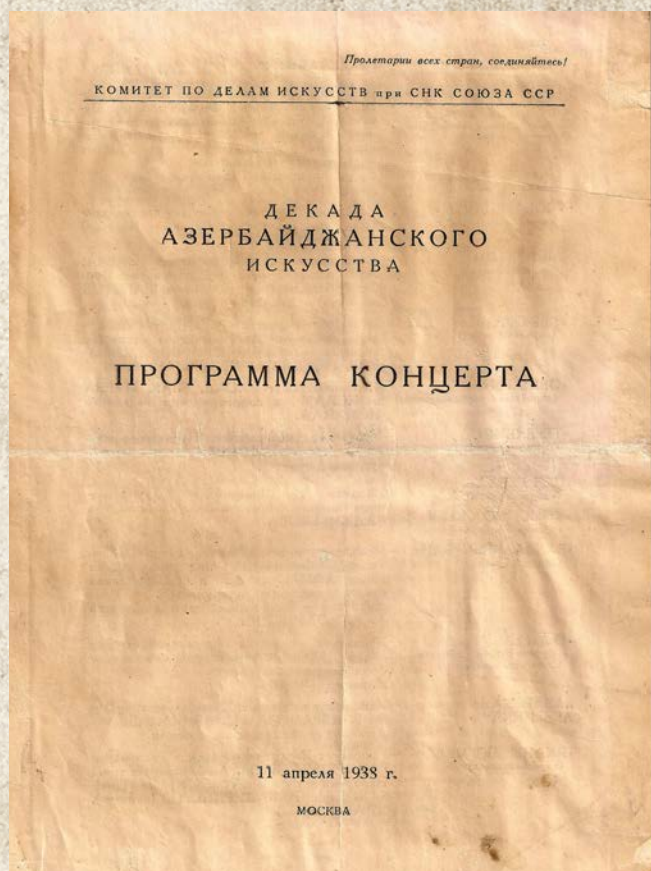 Пролетарии всех стран, соединяйтесь!
КОМИТЕТ ПО ДЕЛАМ ИСКУССТВ при СНК СОЮЗА ССР
ДЕКАДА
АЗЕРБАЙДЖАНСКОГО
ИСКУССТВА
ПРОГРАММА КОНЦЕРТА
11 апреля 1938 г.
МОСКВА